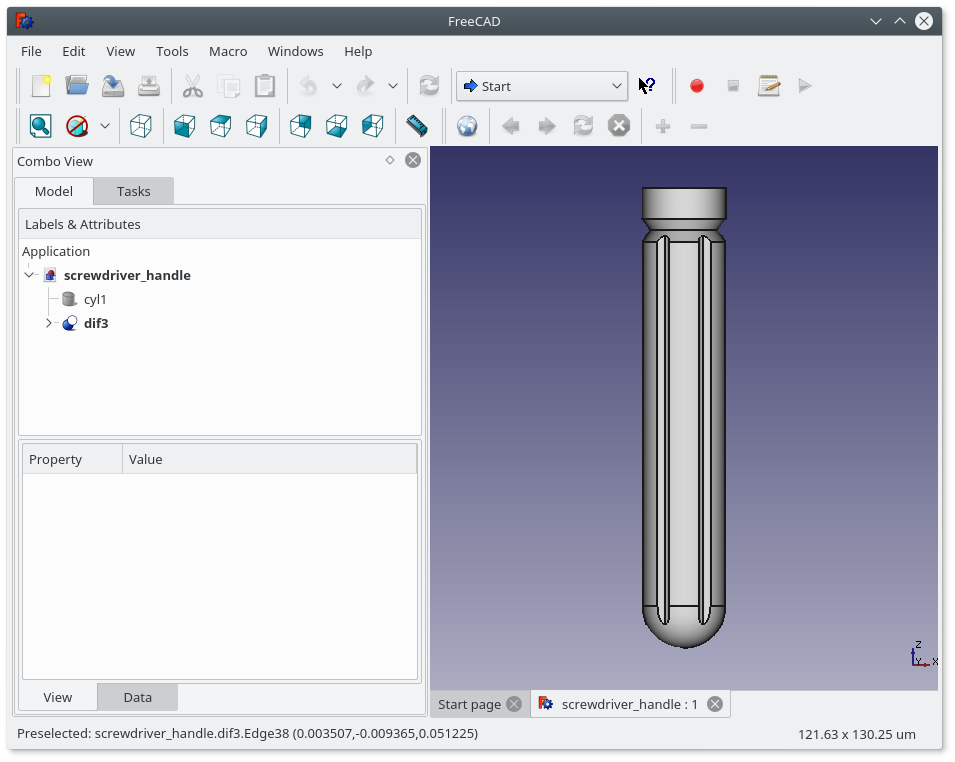 FreeCAD
File Edit View Tools Macro Windows Help
Start
Combo View
Model Tasks
Labels & Attributes
Application
screwdriver_handle
cyl1
dif3
Property Value
View Data
z
Y x
Start page screwdriver_handle : 1
Preselected: screwdriver_handle.dif3.Edge38 (0.003507,-0.009365,0.051225) 121.63 x 130.25 um